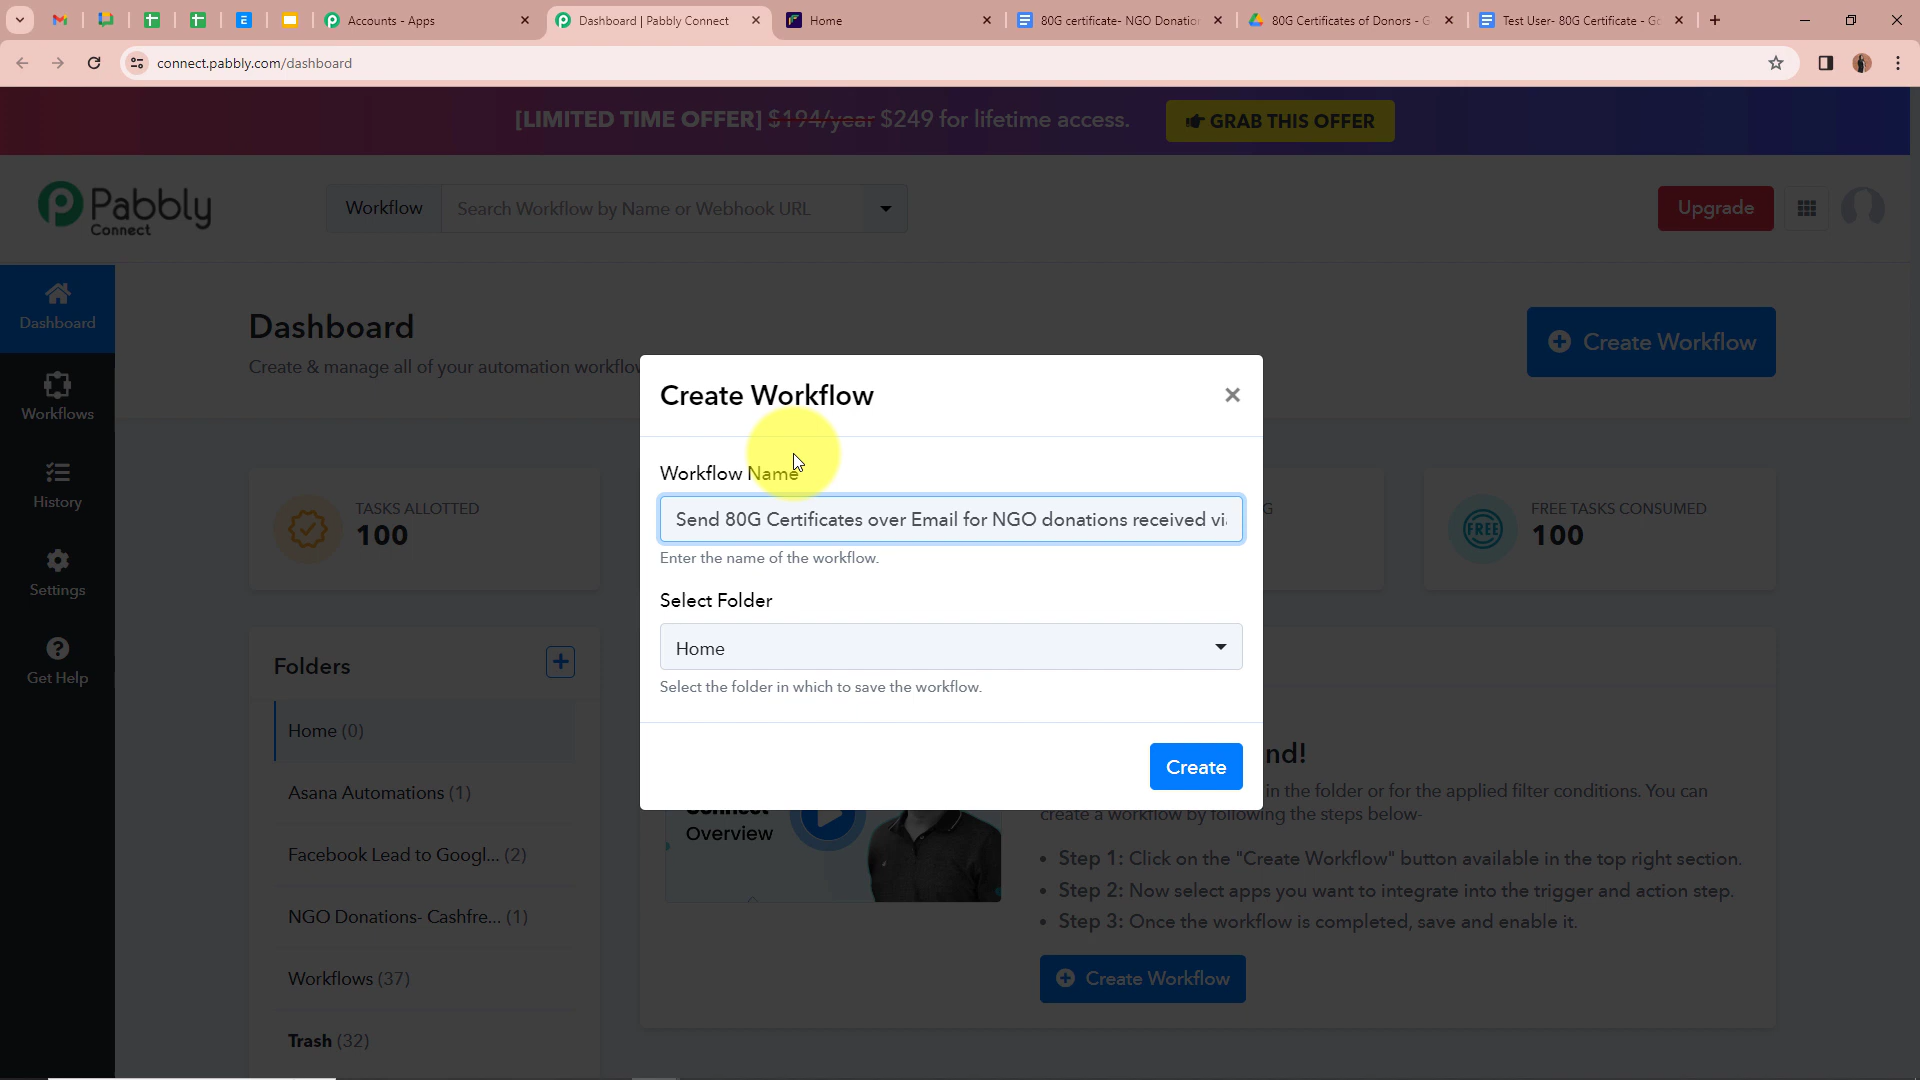 Accounts - Apps
Dashboard | Pabbly Connect
Home
80G certificate- NGO Donation
80G Certificates of Donors - G
Test User- 80G Certificate - Go
connect.pabbly.com/dashboard
[LIMITED TIME OFFER] $194/year $249 for lifetime access.
GRAB THIS OFFER
Pabbly
Connect
Workflow
Search Workflow by Name or Webhook URL
Upgrade
Dashboard
Workflows
History
Settings
Get Help
Dashboard
Create & manage all of your automation workflow
Create Workflow
TASKS ALLOTTED
100
G
FREE
FREE TASKS CONSUMED
100
Folders
Home (0)
Asana Automations (1)
Facebook Lead to Googl... (2)
NGO Donations- Cashfre... (1)
Workflows (37)
Trash (32)
Create Workflow
×
Workflow Name
Send 80G Certificates over Email for NGO donations received vi
Enter the name of the workflow.
Select Folder
Home
Select the folder in which to save the workflow.
Create
Connect
Overview
nd!
in the folder or for the applied filter conditions. You can
create a workflow by following the steps below-
• Step 1: Click on the "Create Workflow" button available in the top right section.
• Step 2: Now select apps you want to integrate into the trigger and action step.
• Step 3: Once the workflow is completed, save and enable it.
Create Workflow